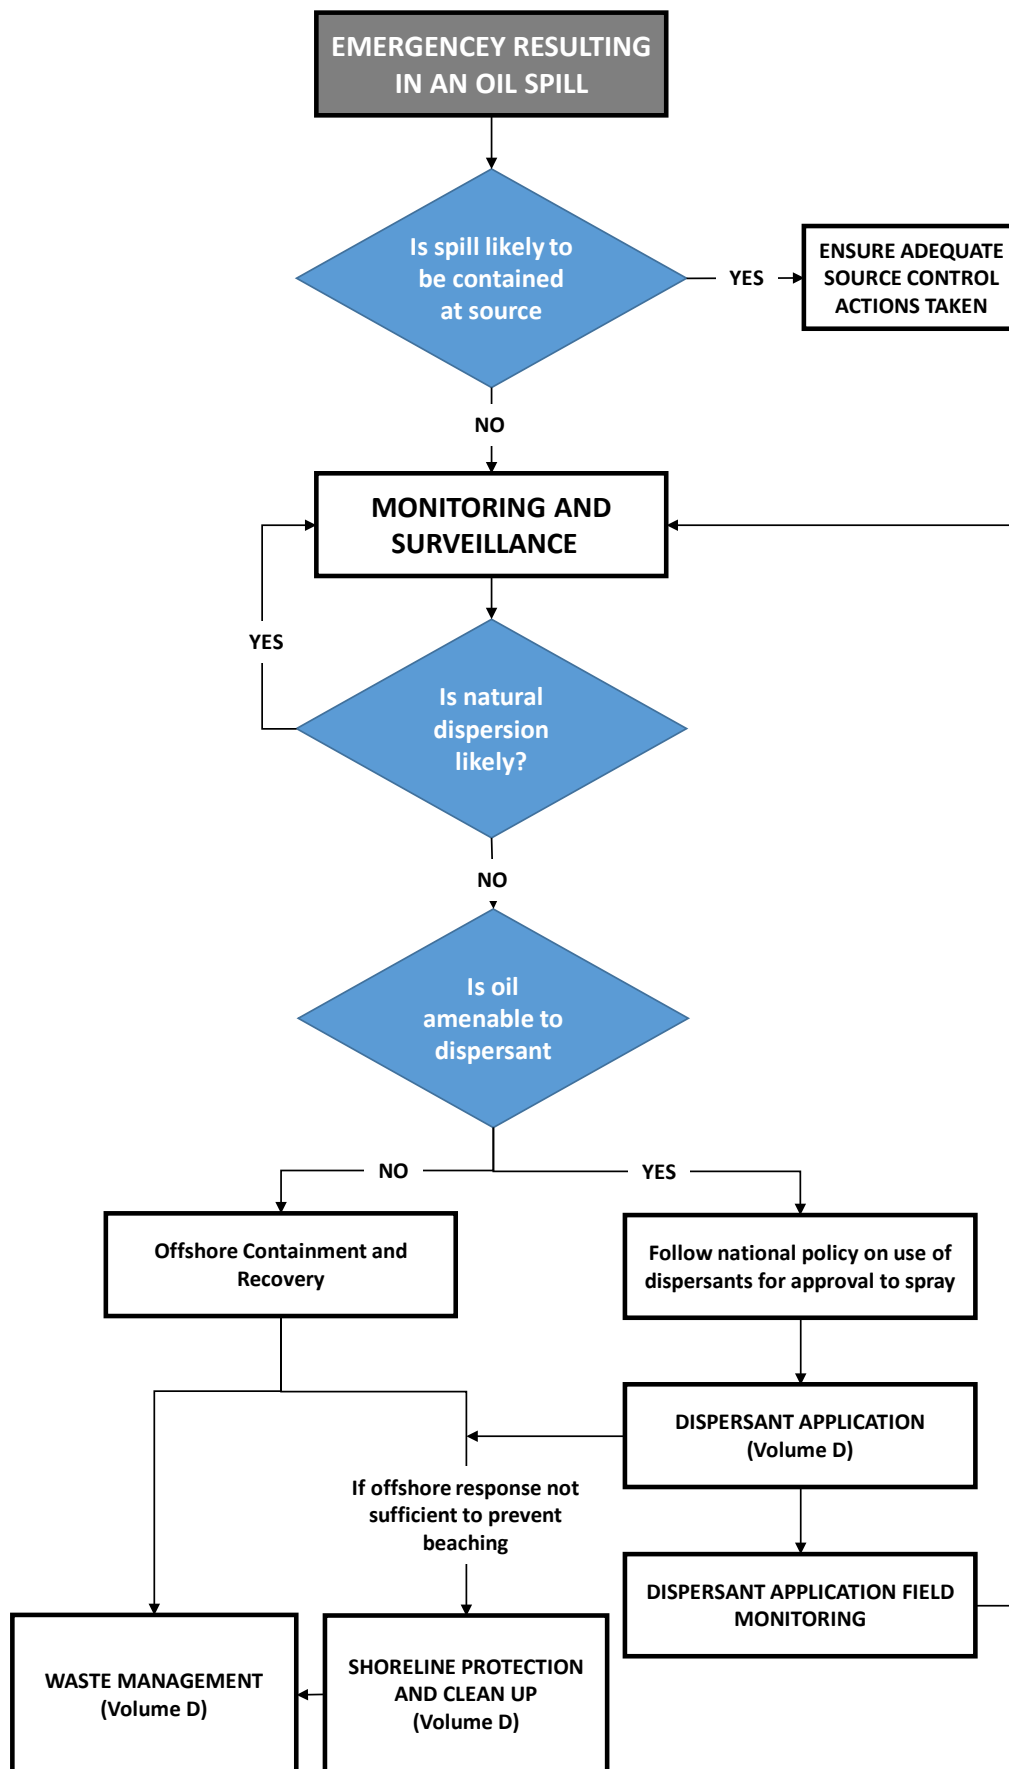 EMERGENCEY RESULTING
IN AN OIL SPILL
Is spill likely to
be contained
at source
YES
ENSURE ADEQUATE
SOURCE CONTROL
ACTIONS TAKEN
NO
MONITORING AND
SURVEILLANCE
YES
Is natural
dispersion
likely?
NO
Is oil
amenable to
dispersant
NO
YES
Offshore Containment and
Recovery
Follow national policy on use of
dispersants for approval to spray
DISPERSANT APPLICATION
(Volume D)
If offshore response not
sufficient to prevent
beaching
DISPERSANT APPLICATION FIELD
MONITORING
WASTE MANAGEMENT
(Volume D)
SHORELINE PROTECTION
AND CLEAN UP
(Volume D)